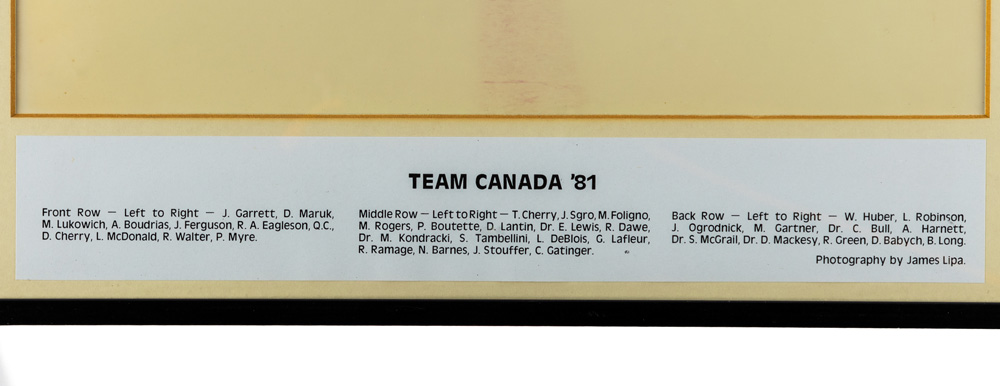 TEAM CANADA '81
Front Row — Left to Right — J. Garrett, D. Maruk,
M. Lukowich, A. Boudrias, J. Ferguson, R. A. Eagleson, Q.C.,
D. Cherry, L. McDonald, R. Walter, P. Myre.
Middle Row — Left to Right — T. Cherry, J. Sgro, M. Foligno,
M. Rogers, P. Boutette, D. Lantin, Dr. E. Lewis, R. Dawe,
Dr. M. Kondracki, S. Tambellini, L. DeBlois, G. Lafleur,
R. Ramage, N. Barnes, J. Stouffer, C. Gatinger.
Back Row — Left to Right — W. Huber, L. Robinson,
J. Ogrodnick, M. Gartner, Dr. C. Bull, A. Harnett,
Dr. S. McGrail, Dr. D. Mackesy, R. Green, D. Babych, B. Long.
Photography by James Lipa.